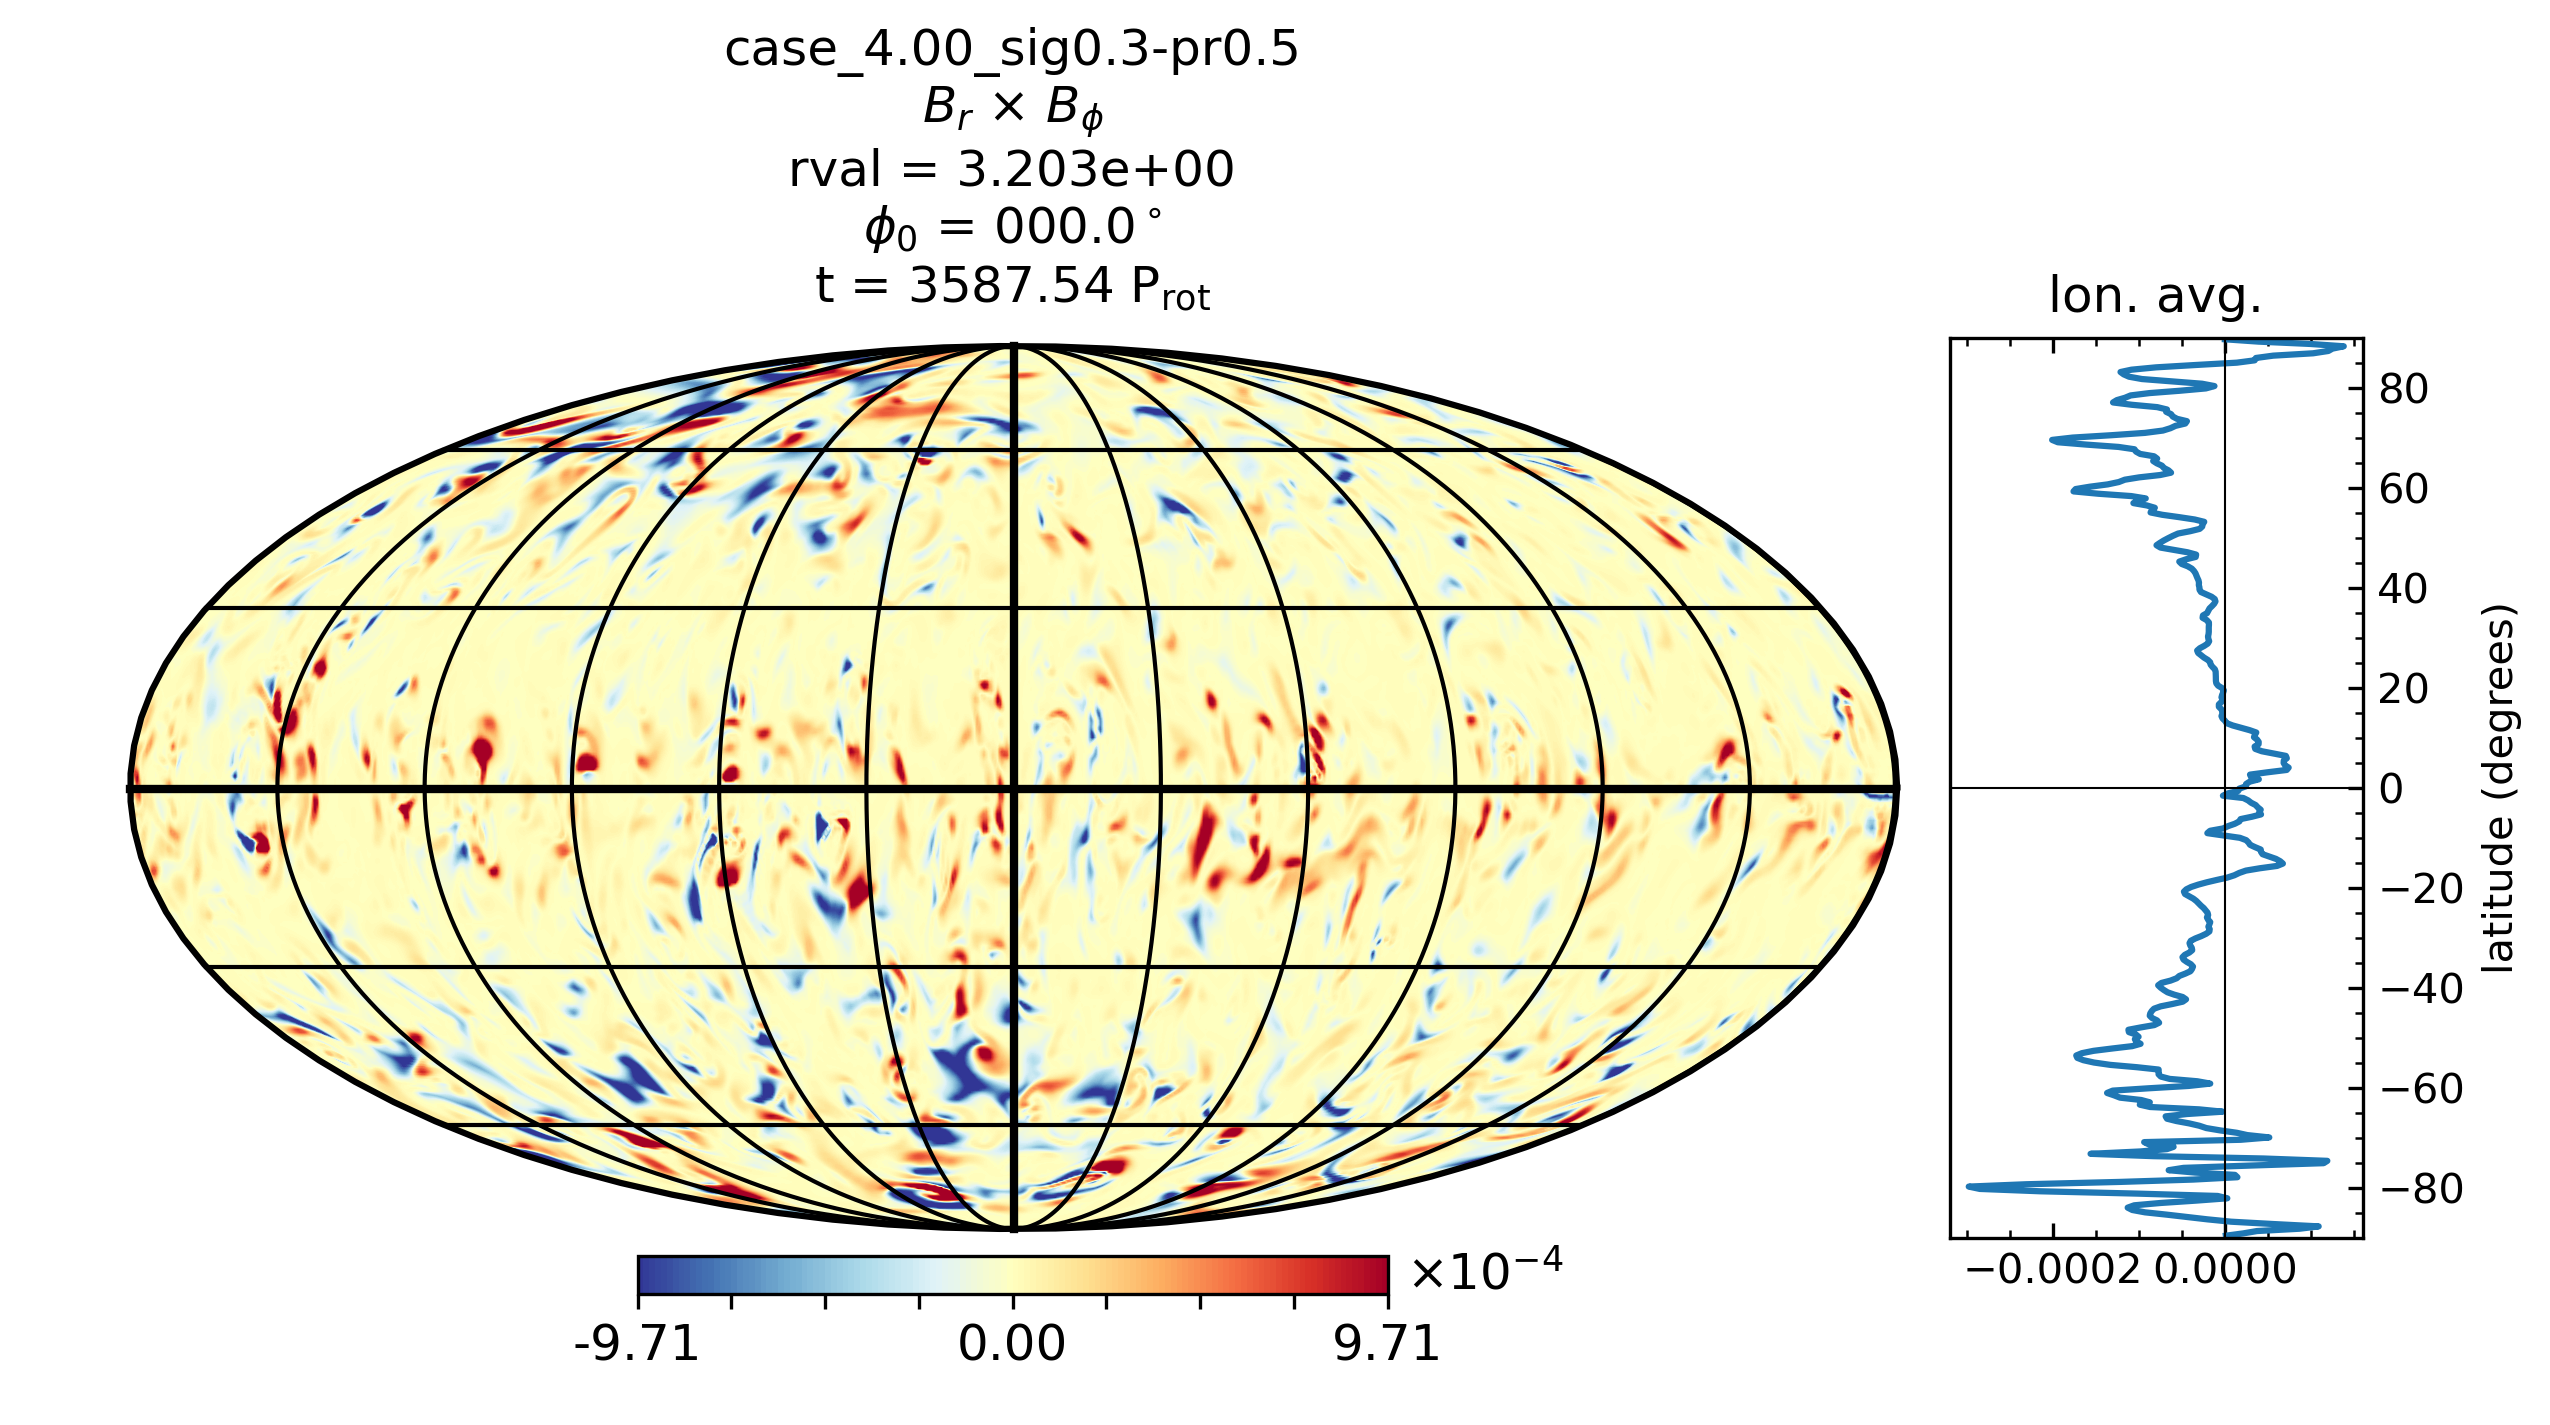 case_4.00_sig0.3-pr0.5
B_r × B_ϕ
rval = 3.203e+00
ϕ_0 = 000.0°
t = 3587.54 P_rot
lon. avg.
80
60
40
20
0
−20
−40
−60
−80
latitude (degrees)
−0.0002 0.0000
×10⁻⁴
-9.71 0.00 9.71